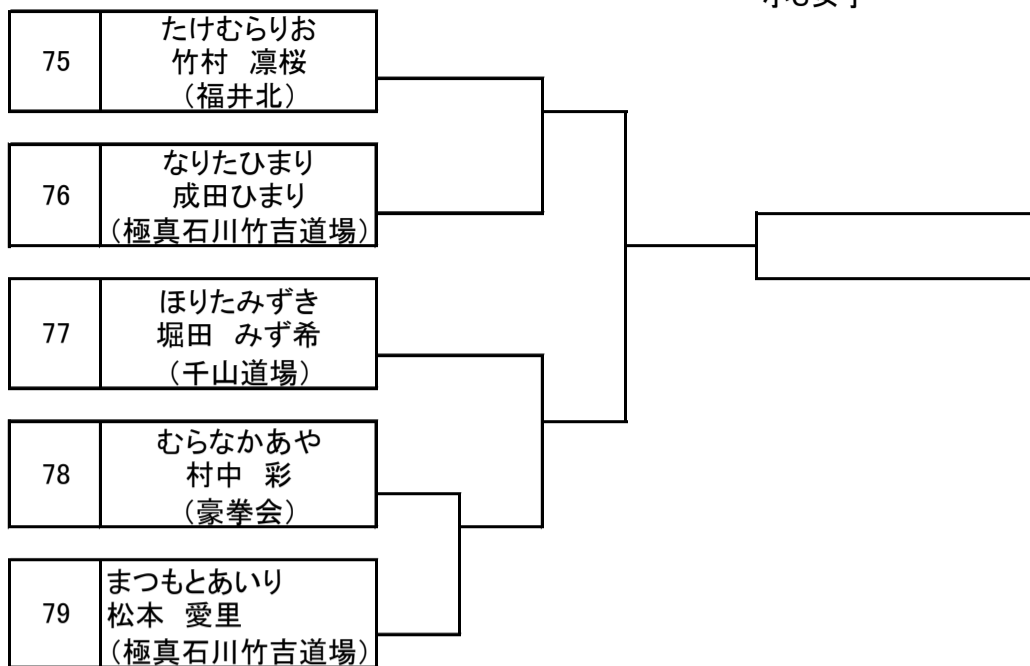 75
たけむらりお
竹村　凛桜
（福井北）
76
なりたひまり
成田ひまり
(極真石川竹吉道場)
77
ほりたみずき
堀田　みず希
（千山道場）
78
むらなかあや
村中　彩
（豪拳会）
79
まつもとあいり
松本　愛里
(極真石川竹吉道場)